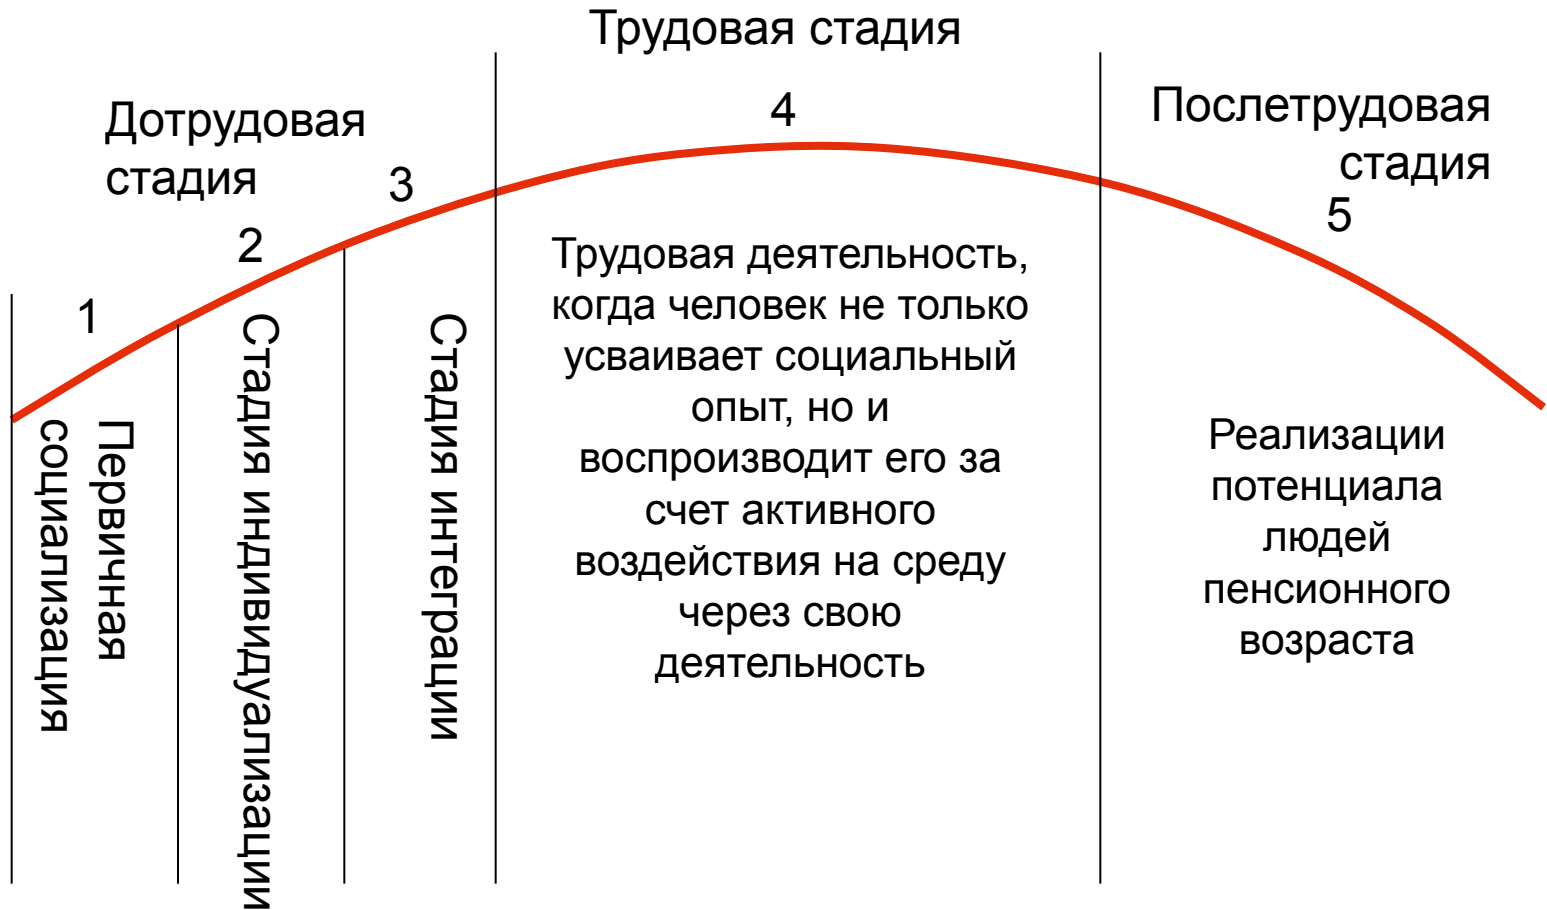 Трудовая стадия
Дотрудовая
стадия
Послетрудовая
стадия
1
2
3
4
5
Первичная
социализация
Стадия индивидуализации
Стадия интеграции
Трудовая деятельность,
когда человек не только
усваивает социальный
опыт, но и
воспроизводит его за
счет активного
воздействия на среду
через свою
деятельность
Реализации
потенциала
людей
пенсионного
возраста